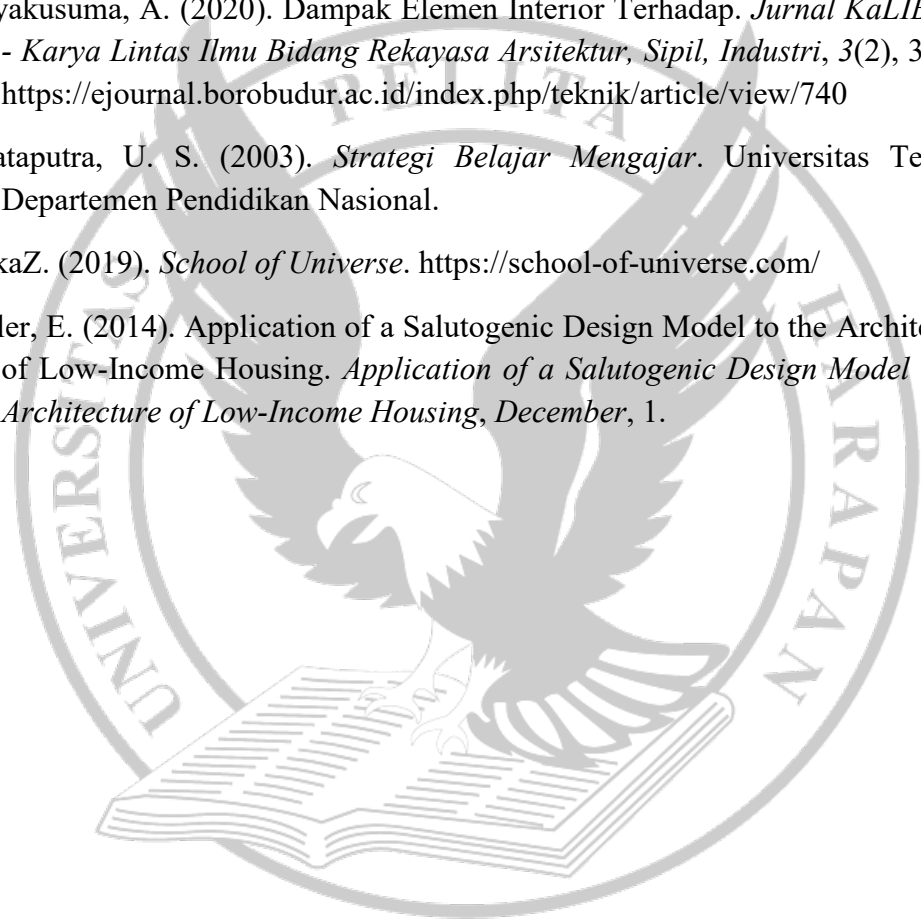 yakusuma, A. (2020). Dampak Elemen Interior Terhadap. Jurnal KaLIB
- Karya Lintas Ilmu Bidang Rekayasa Arsitektur, Sipil, Industri, 3(2), 3
https://ejournal.borobudur.ac.id/index.php/teknik/article/view/740
ataputra, U. S. (2003). Strategi Belajar Mengajar. Universitas Te
Departemen Pendidikan Nasional.
kaZ. (2019). School of Universe. https://school-of-universe.com/
ler, E. (2014). Application of a Salutogenic Design Model to the Archite
of Low-Income Housing. Application of a Salutogenic Design Model
Architecture of Low-Income Housing, December, 1.
UNIVERSITAS PELITA HARAPAN